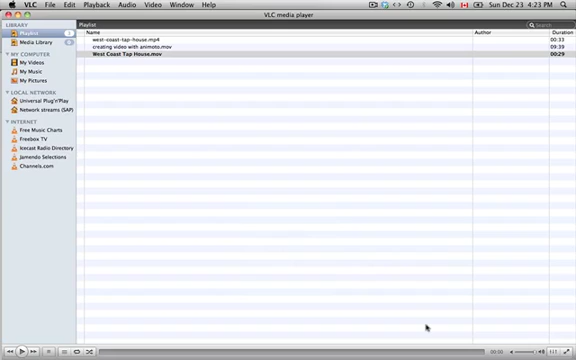 VLC File Edit View Playback Audio Video Window Help Sun Dec 23 4:23 PM
VLC media player
LIBRARY
Playlist
Media Library
MY COMPUTER
My Videos
My Music
My Pictures
LOCAL NETWORK
Universal Plug'n'Play
Network streams (SAP)
INTERNET
Free Music Charts
Freebox TV
Icecast Radio Directory
Jamendo Selections
Channels.com
Playlist
Search
Name Author Duration
west-coast-tap-house.mp4 00:33
creating video with animoto.mov 09:39
West Coast Tap House.mov 00:29
00:00